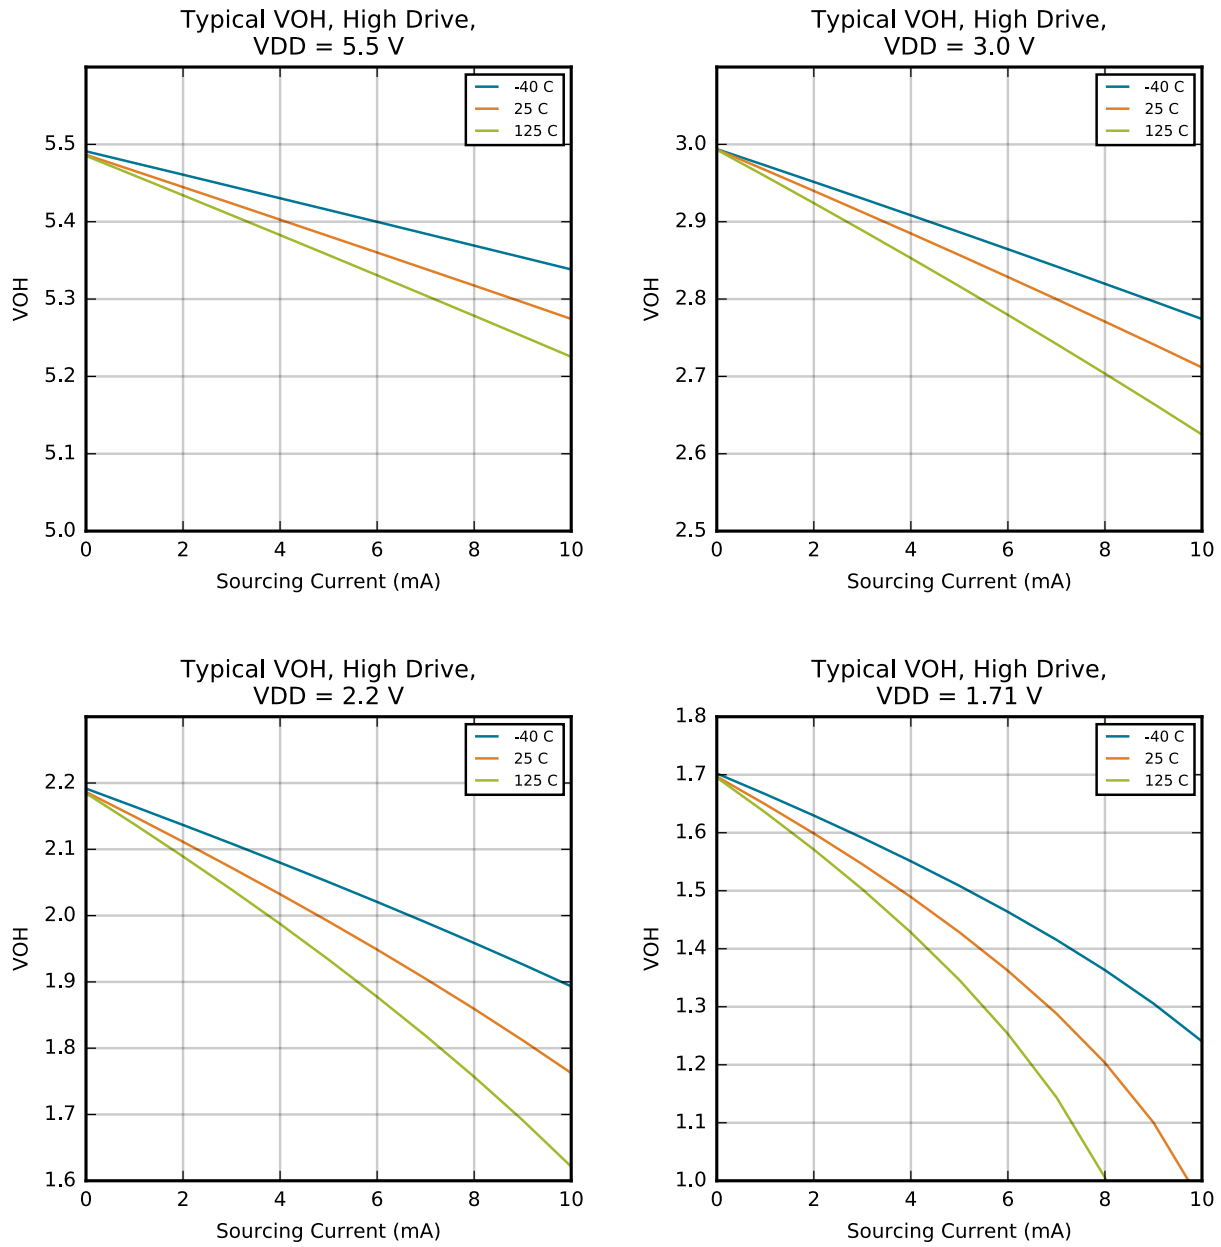 Typical VOH, High Drive,
VDD = 5.5 V
-40 C
25 C
125 C
5.5
5.4
5.3
5.2
5.1
5.0
VOH
0 2 4 6 8 10
Sourcing Current (mA)
Typical VOH, High Drive,
VDD = 3.0 V
-40 C
25 C
125 C
3.0
2.9
2.8
2.7
2.6
2.5
VOH
0 2 4 6 8 10
Sourcing Current (mA)
Typical VOH, High Drive,
VDD = 2.2 V
-40 C
25 C
125 C
2.2
2.1
2.0
1.9
1.8
1.7
1.6
VOH
0 2 4 6 8 10
Sourcing Current (mA)
Typical VOH, High Drive,
VDD = 1.71 V
-40 C
25 C
125 C
1.8
1.7
1.6
1.5
1.4
1.3
1.2
1.1
1.0
VOH
0 2 4 6 8 10
Sourcing Current (mA)